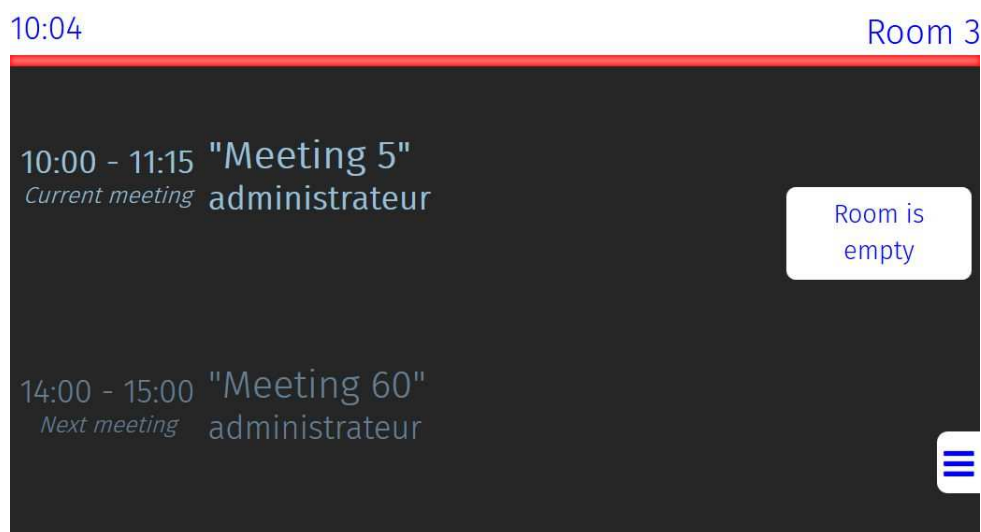 10:04
Room 3
10:00 - 11:15 "Meeting 5"
Current meeting administrateur
Room is
empty
14:00 - 15:00 "Meeting 60"
Next meeting administrateur